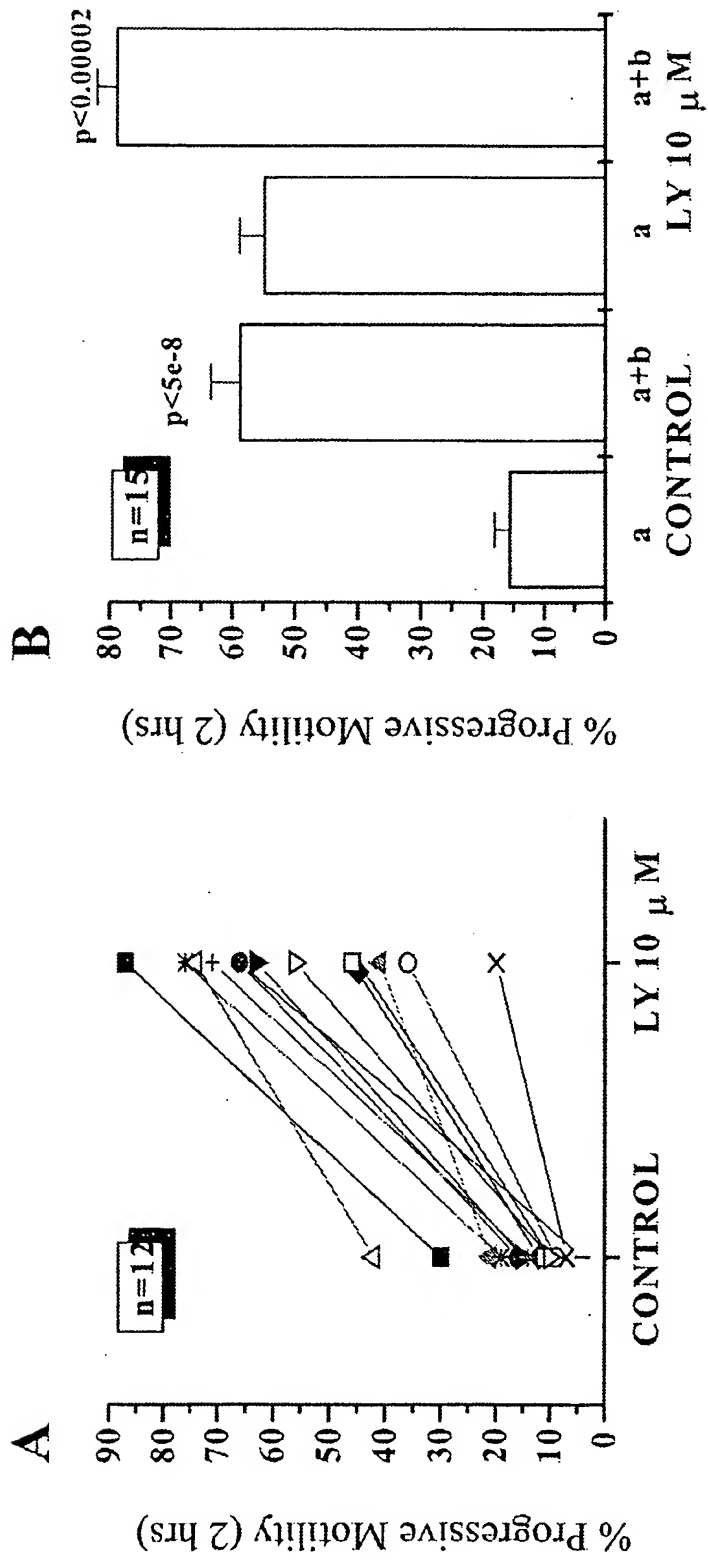 A
n=12
% Progressive Motility (2 hrs)
90
80
70
60
50
40
30
20
10
0
CONTROL
LY 10 μM
B
n=15
% Progressive Motility (2 hrs)
80
70
60
50
40
30
20
10
0
p<5e-8
p<0.00002
a
a+b
a
a+b
CONTROL
LY 10 μM